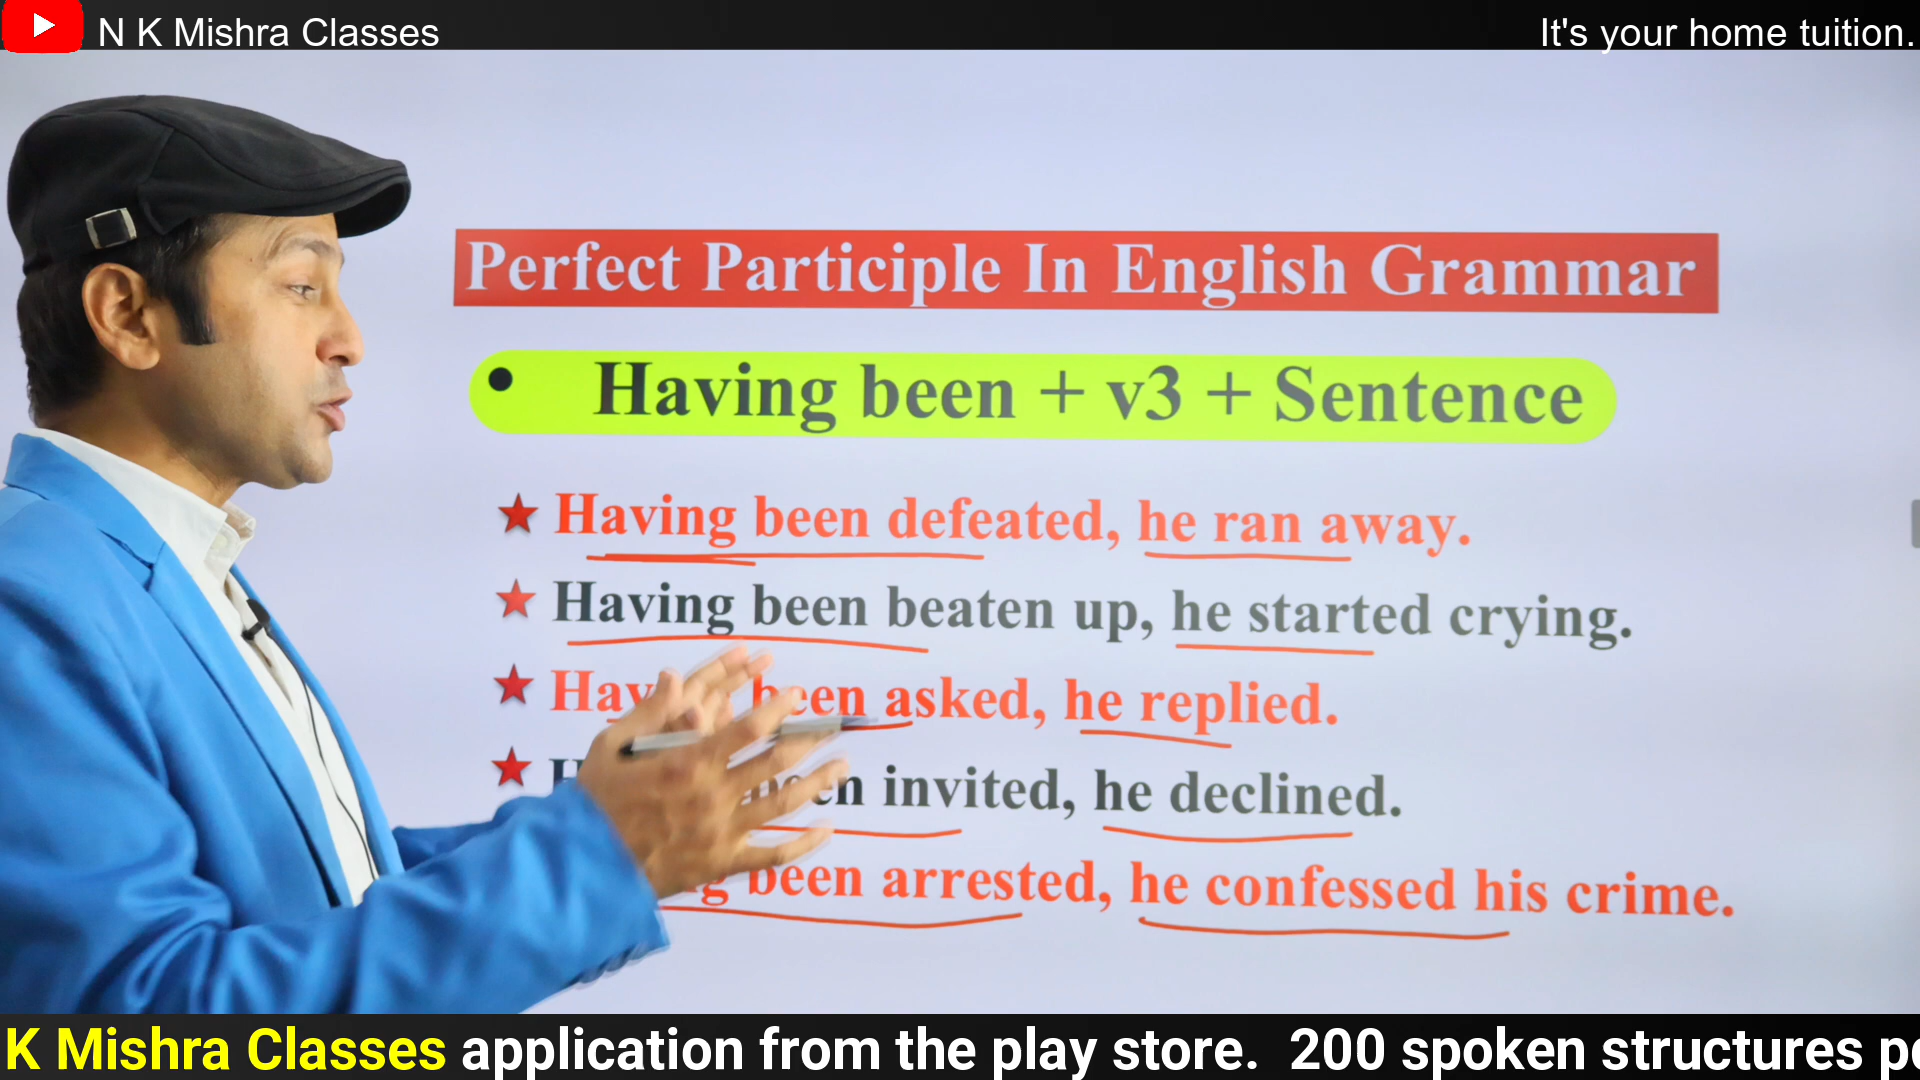 N K Mishra Classes
It's your home tuition.
Perfect Participle In English Grammar
• Having been + v3 + Sentence
★ Having been defeated, he ran away.
★ Having been beaten up, he started crying.
★ been asked, he replied.
★ invited, he declined.
been arrested, he confessed his crime.
K Mishra Classes application from the play store. 200 spoken structures